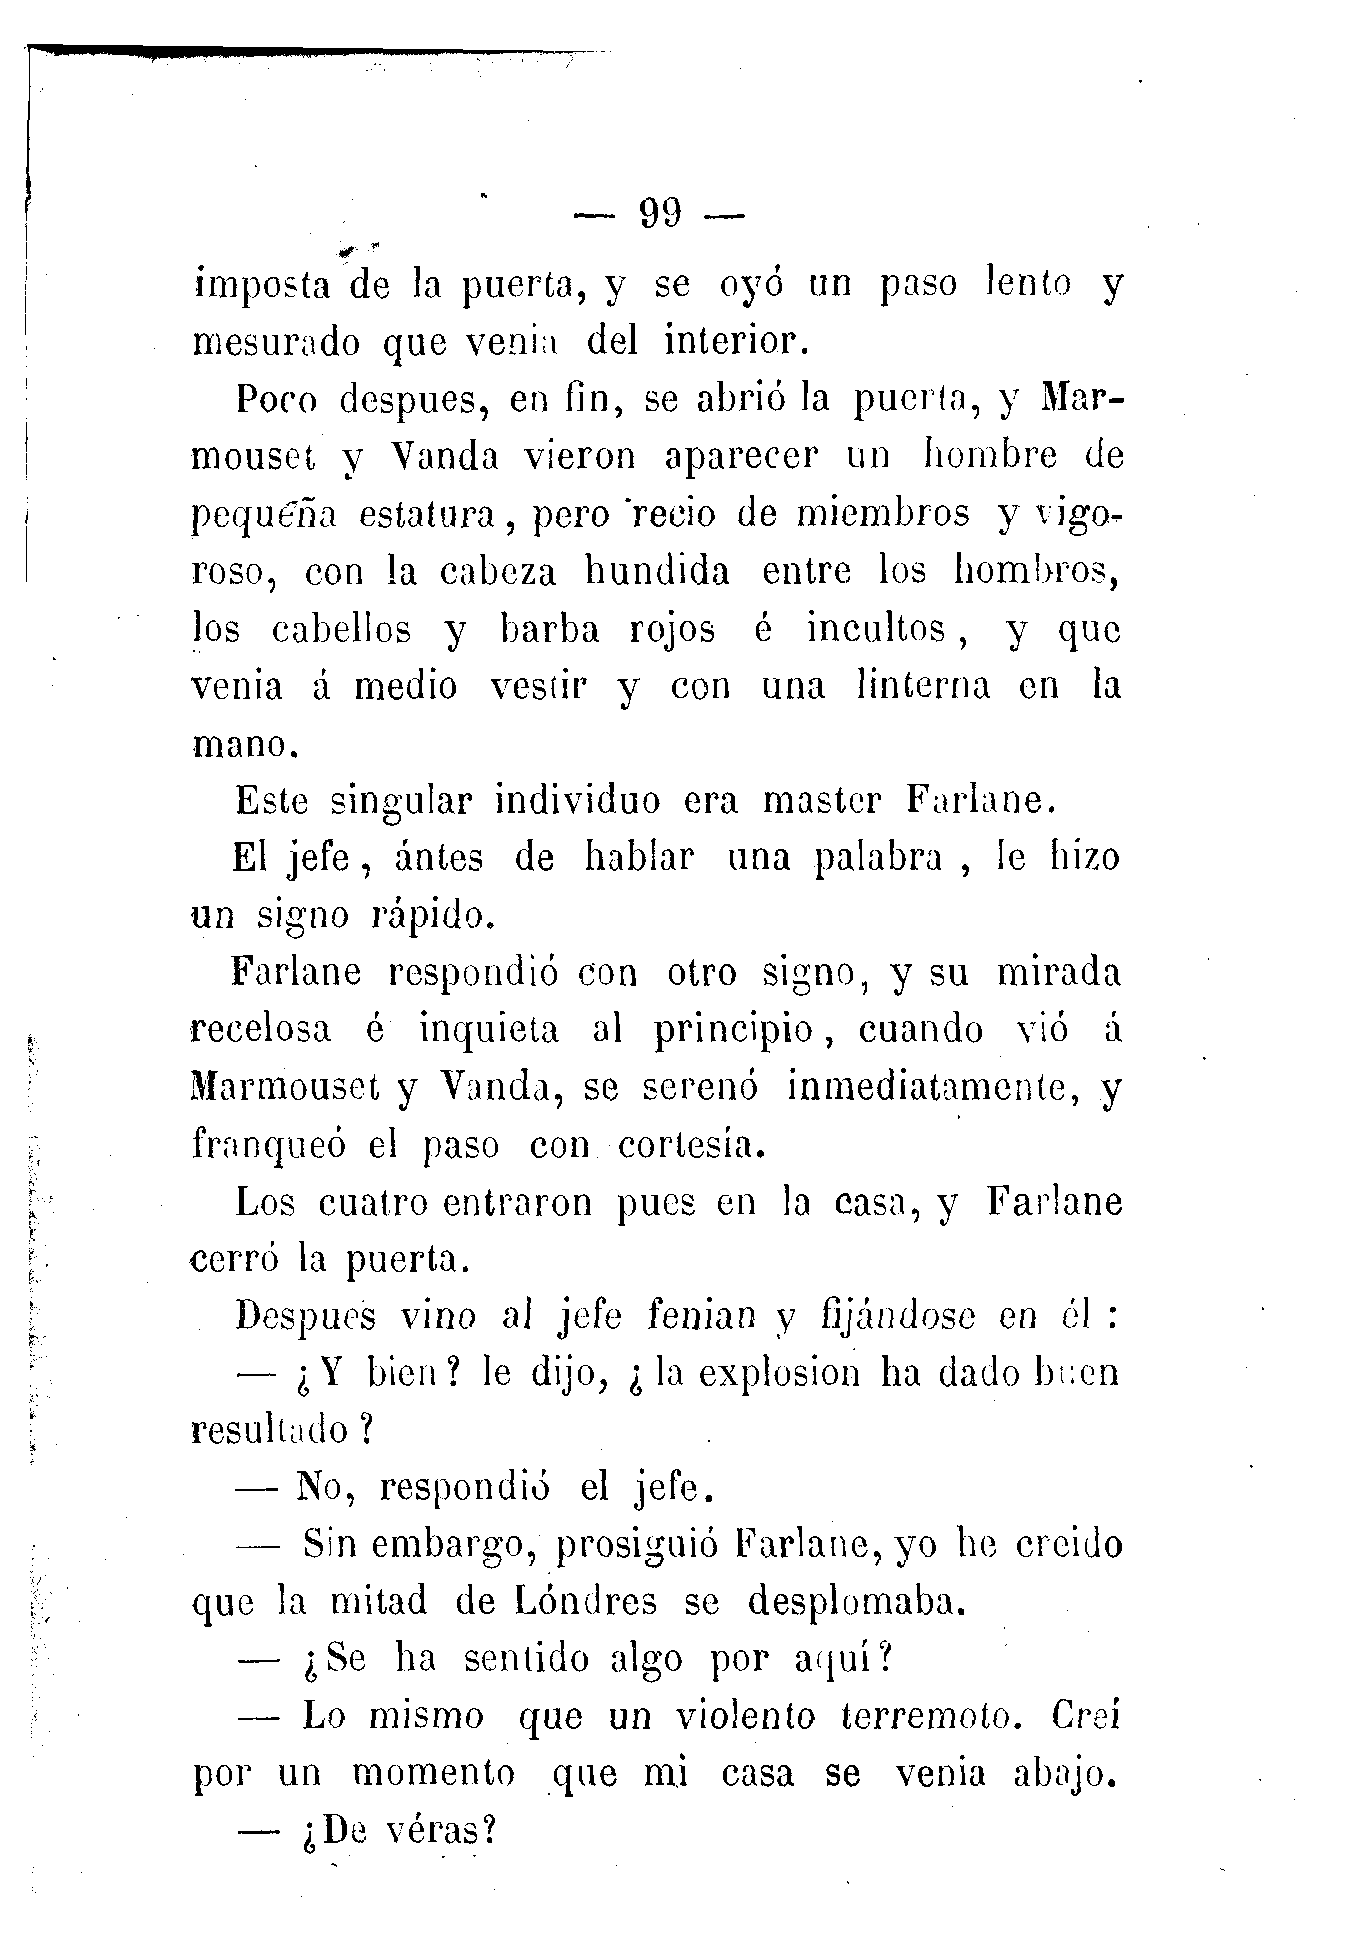 — 99 —
imposta de la puerta, y se oyó un paso lento y
mesurado que venia del interior.
Poco despues, en fin, se abrió la puerta, y Mar-
mouset y Vanda vieron aparecer un hombre de
pequeña estatura, pero recio de miembros y vigo-
roso, con la cabeza hundida entre los hombros,
los cabellos y barba rojos é incultos, y que
venia á medio vestir y con una linterna en la
mano.
Este singular individuo era master Farlane.
El jefe, ántes de hablar una palabra, le hizo
un signo rápido.
Farlane respondió con otro signo, y su mirada
recelosa é inquieta al principio, cuando vió á
Marmouset y Vanda, se serenó inmediatamente, y
franqueó el paso con cortesía.
Los cuatro entraron pues en la casa, y Farlane
cerró la puerta.
Despues vino al jefe fenian y fijándose en él :
— ¿Y bien? le dijo, ¿ la explosion ha dado buen
resultado ?
— No, respondió el jefe.
— Sin embargo, prosiguió Farlane, yo he creido
que la mitad de Lóndres se desplomaba.
— ¿Se ha sentido algo por aquí?
— Lo mismo que un violento terremoto. Creí
por un momento que mi casa se venia abajo.
— ¿De véras?